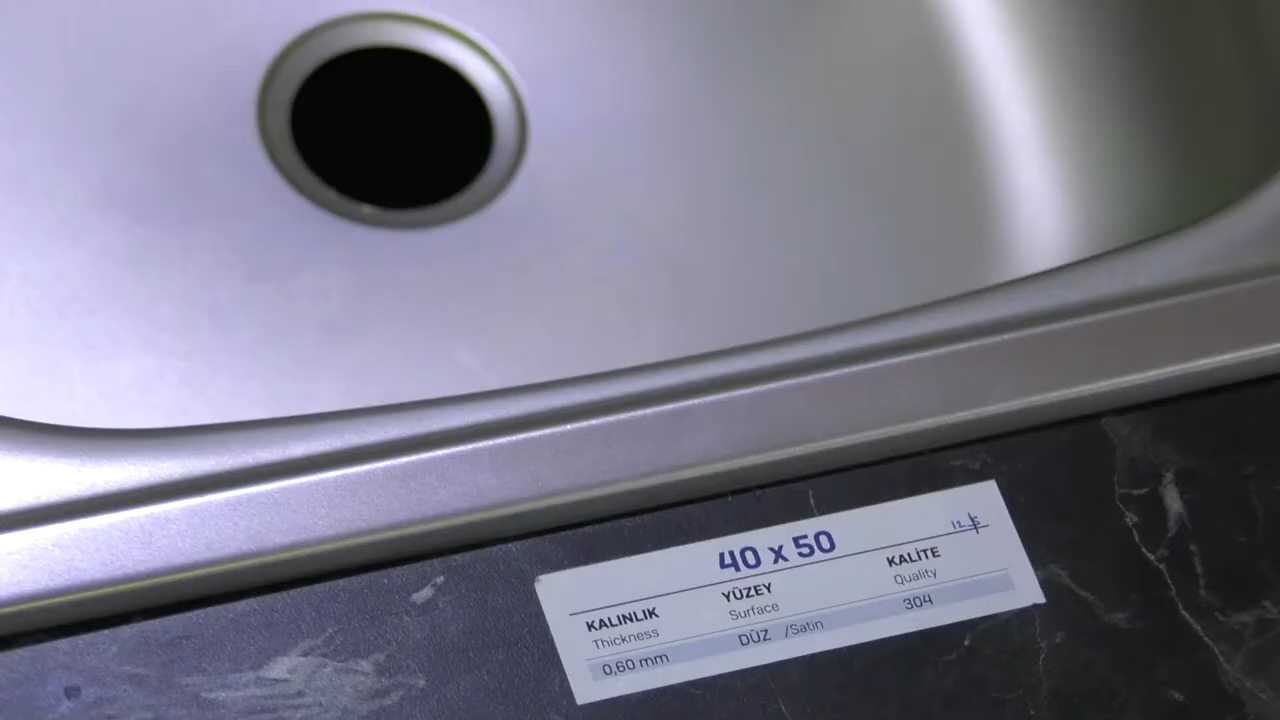 40 x 50
KALINLIK YÜZEY KALİTE
Thickness Surface Quality
0,60 mm DÜZ /Satin 304